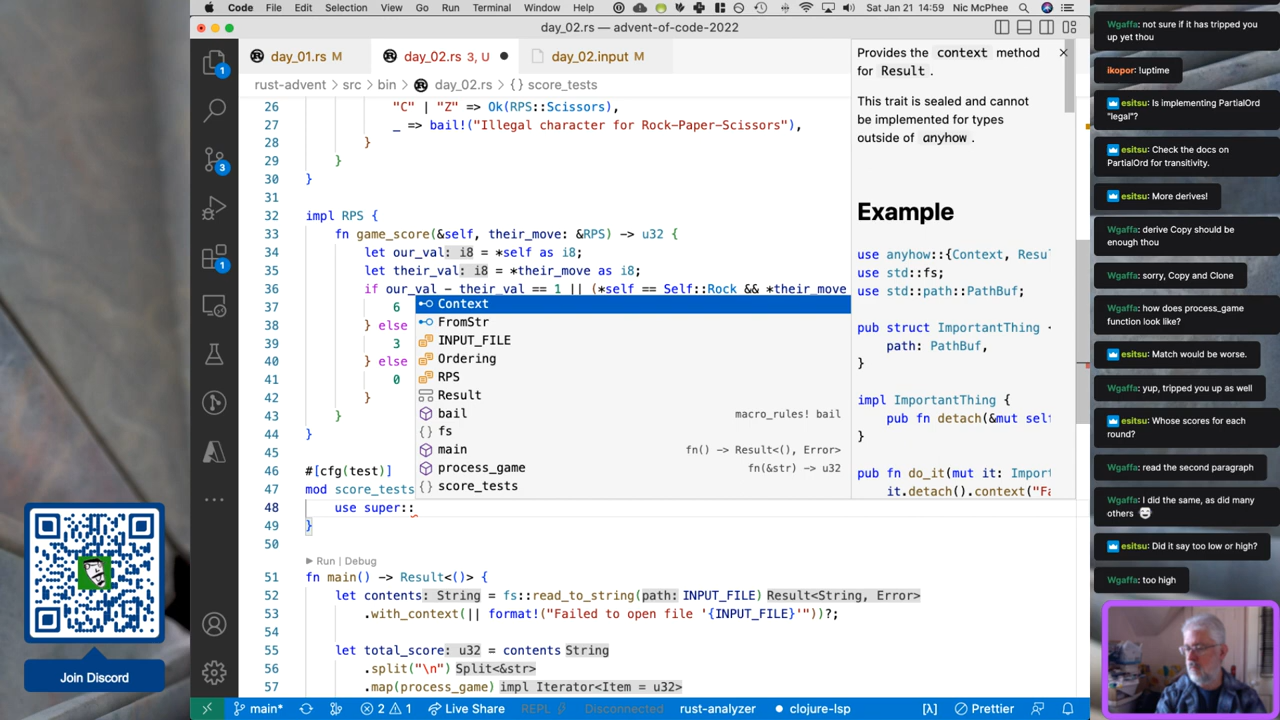 Code File Edit Selection View Go Run Terminal Window Help Sat Jan 21 14:59 Nic McPhee
day_02.rs — advent-of-code-2022
day_01.rs M
day_02.rs 3, U
day_02.input M
rust-advent › src › bin › day_02.rs › {} score_tests
26 "C" | "Z" => Ok(RPS::Scissors),
27 _ => bail!("Illegal character for Rock-Paper-Scissors"),
28 }
29 }
30 }
31
32 impl RPS {
33 fn game_score(&self, their_move: &RPS) -> u32 {
34 let our_val: i8 = *self as i8;
35 let their_val: i8 = *their_move as i8;
36 if our_val - their_val == 1 || (*self == Self::Rock && *their_move
37 6
38 } else
39 3
40 } else
41 0
42 }
43 }
44 }
45
46 #[cfg(test)]
47 mod score_tests
48 use super::
49 }
50
Run | Debug
51 fn main() -> Result<()> {
52 let contents: String = fs::read_to_string(path: INPUT_FILE) Result<String, Error>
53 .with_context(|| format!("Failed to open file '{INPUT_FILE}'"))?;
54
55 let total_score: u32 = contents String
56 .split("\n") Split<&str>
57 .map(process_game) impl Iterator<Item = u32>
Context
FromStr
INPUT_FILE
Ordering
RPS
Result
bail macro_rules! bail
{} fs
main fn() -> Result<(), Error>
process_game fn(&str) -> u32
{} score_tests
Provides the context method
for Result .
This trait is sealed and cannot
be implemented for types
outside of anyhow .
Example
use anyhow::{Context, Resu
use std::fs;
use std::path::PathBuf;
pub struct ImportantThing
path: PathBuf,
}
impl ImportantThing {
pub fn detach(&mut self
}
pub fn do_it(mut it: Impor
it.detach().context("Fa
1
3
1
main* 2 1 Live Share REPL Disconnected rust-analyzer clojure-lsp [λ] Prettier
Join Discord
Wgaffa: not sure if it has tripped you
up yet thou
ikopor: !uptime
esitsu: Is implementing PartialOrd
"legal"?
esitsu: Check the docs on
PartialOrd for transitivity.
esitsu: More derives!
Wgaffa: derive Copy should be
enough thou
Wgaffa: sorry, Copy and Clone
Wgaffa: how does process_game
function look like?
esitsu: Match would be worse.
Wgaffa: yup, tripped you up as well
esitsu: Whose scores for each
round?
Wgaffa: read the second paragraph
Wgaffa: I did the same, as did many
others
esitsu: Did it say too low or high?
Wgaffa: too high